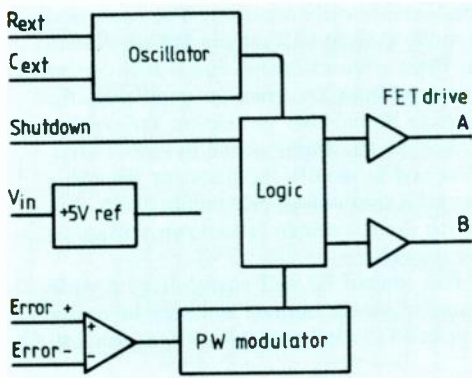 Rext
Cext
Oscillator
FET drive
A
Shutdown
Logic
Vin
+5V ref
B
Error +
Error -
+
-
PW modulator